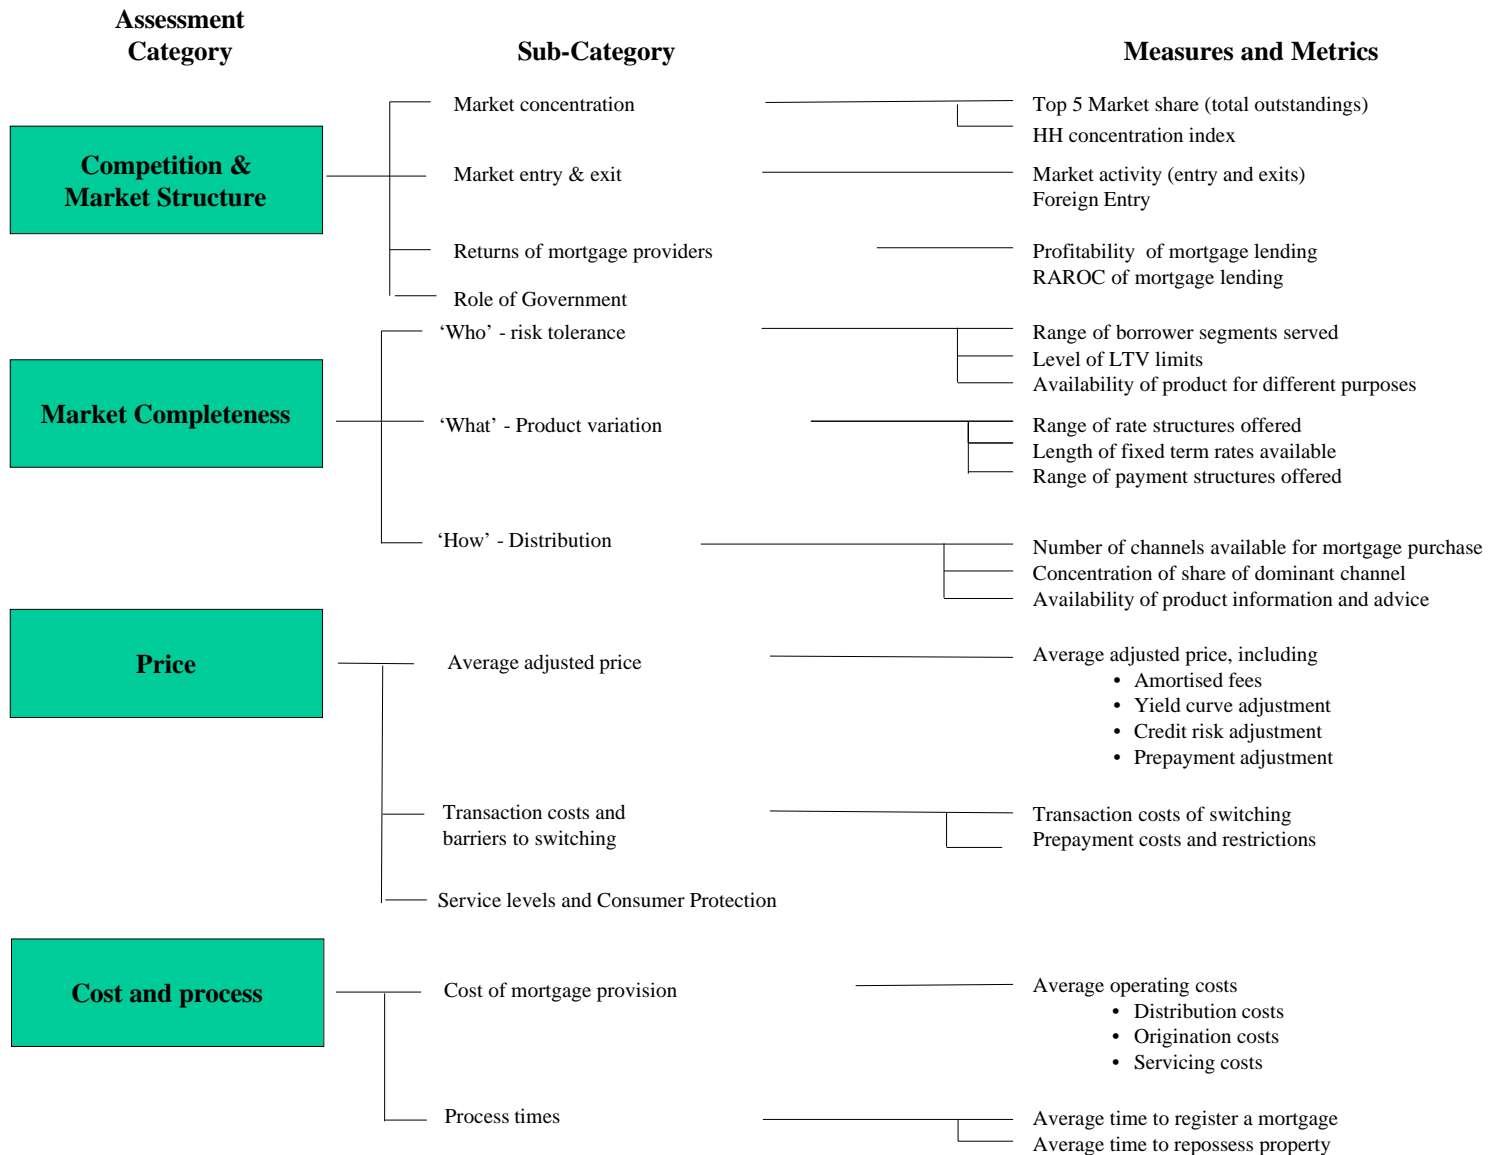 Assessment
Category
Sub-Category
Measures and Metrics
Competition &
Market Structure
Market concentration
Top 5 Market share (total outstandings)
HH concentration index
Market entry & exit
Market activity (entry and exits)
Foreign Entry
Returns of mortgage providers
Profitability of mortgage lending
RAROC of mortgage lending
Role of Government
Market Completeness
‘Who’ - risk tolerance
Range of borrower segments served
Level of LTV limits
Availability of product for different purposes
‘What’ - Product variation
Range of rate structures offered
Length of fixed term rates available
Range of payment structures offered
‘How’ - Distribution
Number of channels available for mortgage purchase
Concentration of share of dominant channel
Availability of product information and advice
Price
Average adjusted price
Average adjusted price, including
• Amortised fees
• Yield curve adjustment
• Credit risk adjustment
• Prepayment adjustment
Transaction costs and
barriers to switching
Transaction costs of switching
Prepayment costs and restrictions
Service levels and Consumer Protection
Cost and process
Cost of mortgage provision
Average operating costs
• Distribution costs
• Origination costs
• Servicing costs
Process times
Average time to register a mortgage
Average time to repossess property